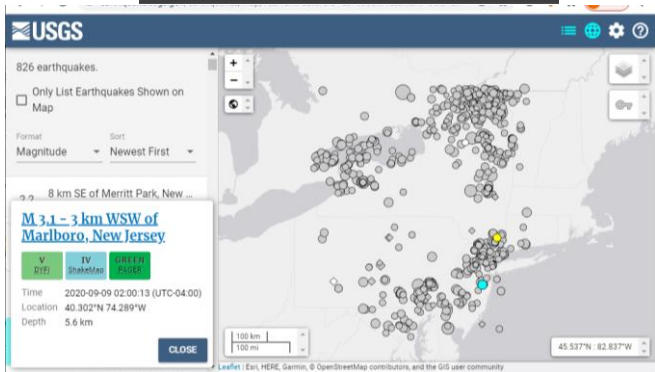 USGS
826 earthquakes.
Only List Earthquakes Shown on
Map
Format
Sort
Magnitude
Newest First
8 km SE of Merritt Park, New ...
M 3.1 - 3 km WSW of
Marlboro, New Jersey
V
DYFI
IV
ShakeMap
GREEN
PAGER
Time 2020-09-09 02:00:13 (UTC-04:00)
Location 40.302°N 74.289°W
Depth 5.6 km
CLOSE
+
−
100 km
100 mi
45.537°N : 82.837°W
Leaflet | Esri, HERE, Garmin, © OpenStreetMap contributors, and the GIS user community